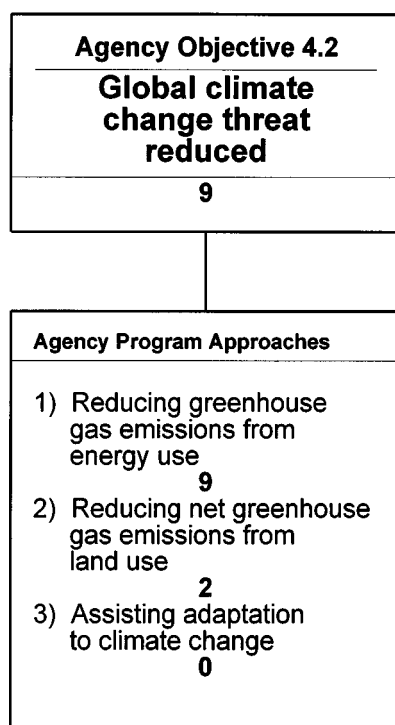 Agency Objective 4.2
Global climate
change threat
reduced
9
Agency Program Approaches
1) Reducing greenhouse
gas emissions from
energy use
9
2) Reducing net greenhouse
gas emissions from
land use
2
3) Assisting adaptation
to climate change
0